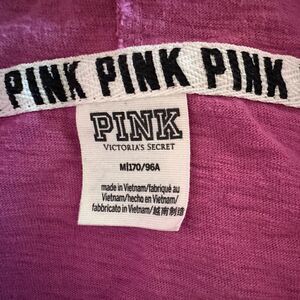 PINK PINK PINK
PINK
VICTORIA'S SECRET
M|170/96A
made in Vietnam/fabriqué au
Vietnam/hecho en Vietnam/
fabbricato in Vietnam/越南制造